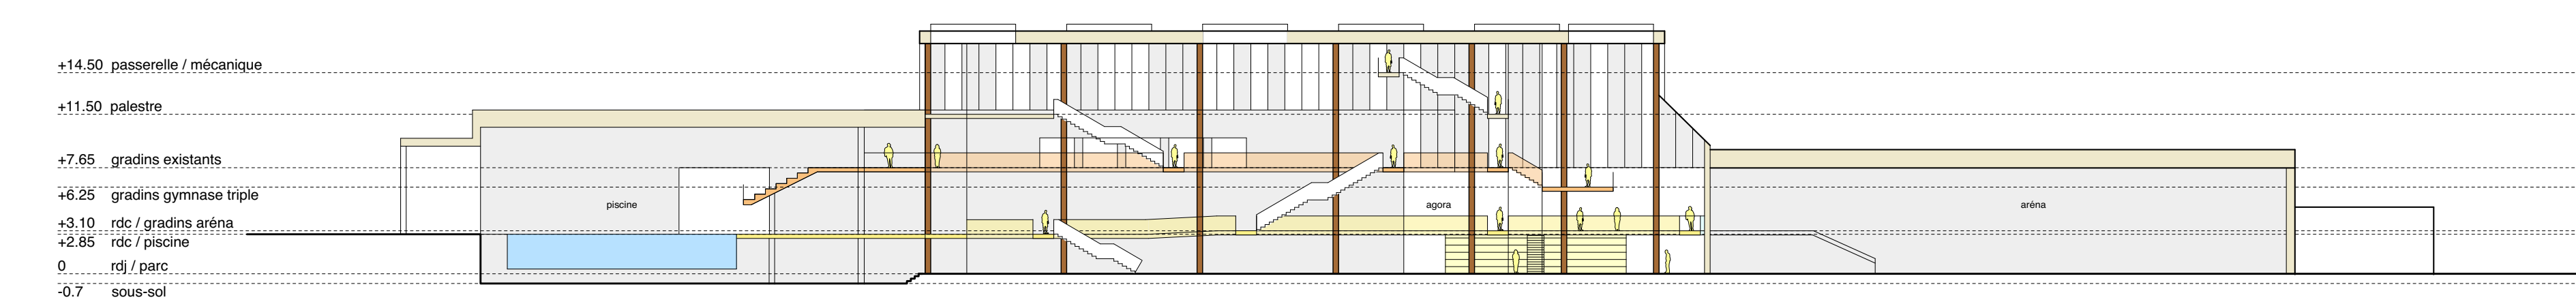 +14.50 passerelle / mécanique
+11.50 palestre
+7.65 gradins existants
+6.25 gradins gymnase triple
piscine
agora
aréna
+3.10 rdc / gradins aréna
+2.85 rdc / piscine
0 rdj / parc
-0.7 sous-sol